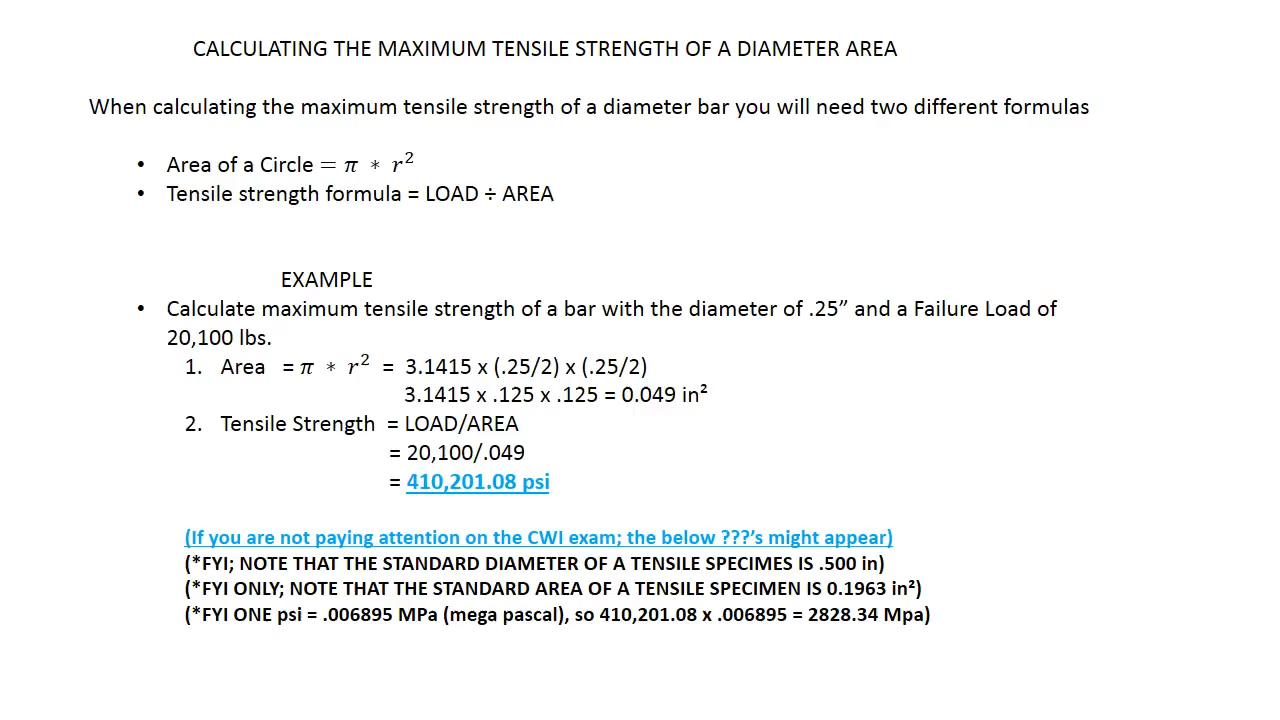 CALCULATING THE MAXIMUM TENSILE STRENGTH OF A DIAMETER AREA
When calculating the maximum tensile strength of a diameter bar you will need two different formulas
• Area of a Circle = π * r²
• Tensile strength formula = LOAD ÷ AREA
EXAMPLE
• Calculate maximum tensile strength of a bar with the diameter of .25” and a Failure Load of
20,100 lbs.
1. Area = π * r² = 3.1415 x (.25/2) x (.25/2)
3.1415 x .125 x .125 = 0.049 in²
2. Tensile Strength = LOAD/AREA
= 20,100/.049
= 410,201.08 psi
(If you are not paying attention on the CWI exam; the below ???’s might appear)
(*FYI; NOTE THAT THE STANDARD DIAMETER OF A TENSILE SPECIMES IS .500 in)
(*FYI ONLY; NOTE THAT THE STANDARD AREA OF A TENSILE SPECIMEN IS 0.1963 in²)
(*FYI ONE psi = .006895 MPa (mega pascal), so 410,201.08 x .006895 = 2828.34 Mpa)